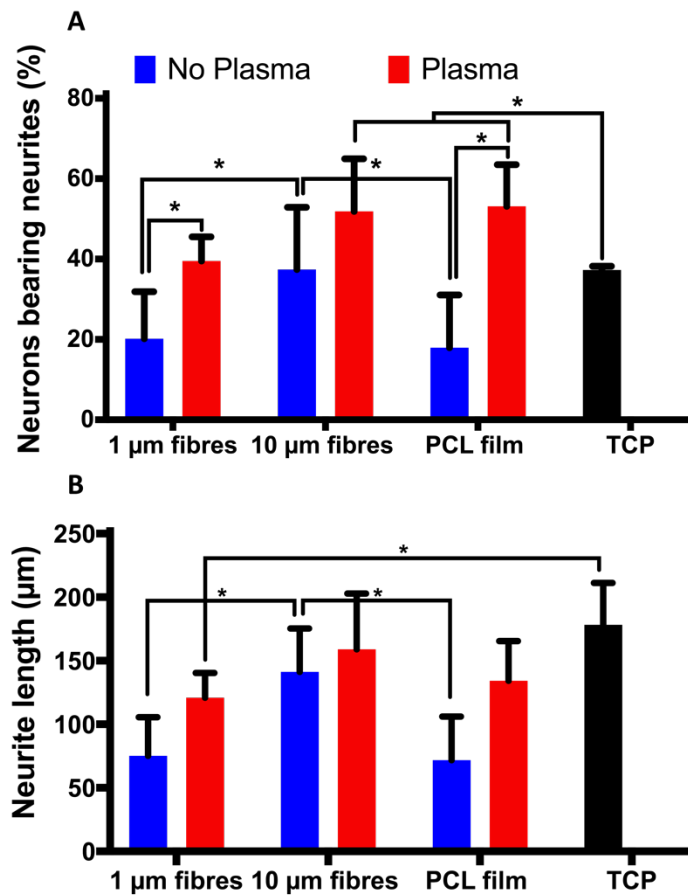 A
No Plasma Plasma
Neurons bearing neurites (%)
80
60
40
20
0
* * * * *
1 µm fibres 10 µm fibres PCL film TCP
B
Neurite length (µm)
250
200
150
100
50
0
* * *
1 µm fibres 10 µm fibres PCL film TCP